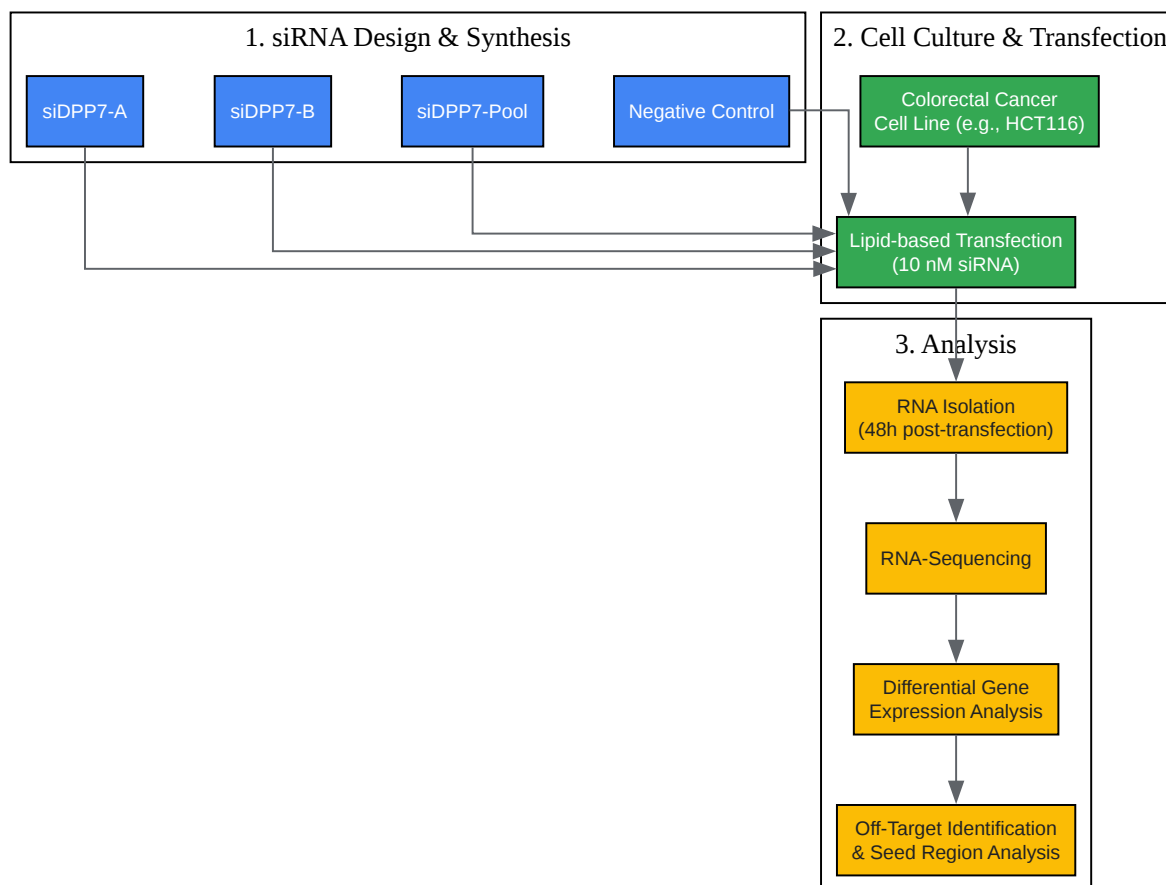 1. siRNA Design & Synthesis
siDPP7-A
siDPP7-B
siDPP7-Pool
Negative Control
2. Cell Culture & Transfection
Colorectal Cancer
Cell Line (e.g., HCT116)
Lipid-based Transfection
(10 nM siRNA)
3. Analysis
RNA Isolation
(48h post-transfection)
RNA-Sequencing
Differential Gene
Expression Analysis
Off-Target Identification
& Seed Region Analysis